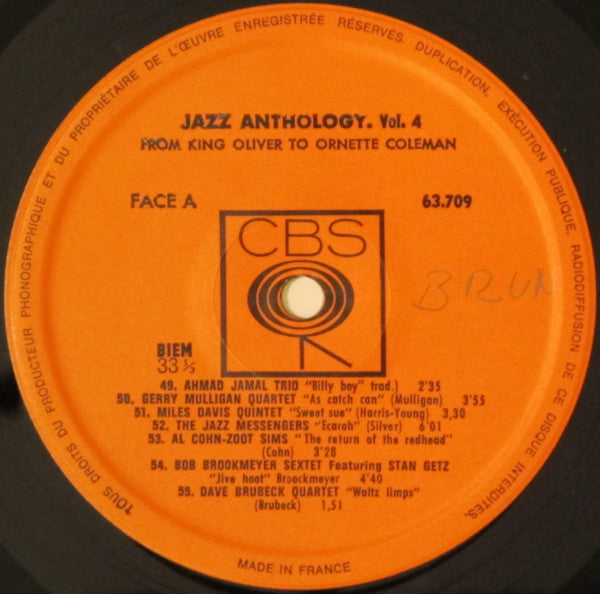 TOUS DROITS DU PRODUCTEUR PHONOGRAPHIQUE ET DU PROPRIÉTAIRE DE L'ŒUVRE ENREGISTRÉE RÉSERVÉS. DUPLICATION, EXÉCUTION PUBLIQUE, RADIODIFFUSION DE CE DISQUE INTERDITES.
JAZZ ANTHOLOGY. Vol. 4
FROM KING OLIVER TO ORNETTE COLEMAN
FACE A 63.709
CBS
BRUN
BIEM
33 ⅓
49. AHMAD JAMAL TRIO "Billy boy" trad.) 2'35
50. GERRY MULLIGAN QUARTET "As catch can" (Mulligan) 3'55
51. MILES DAVIS QUINTET "Sweet sue" (Harris-Young) 3,30
52. THE JAZZ MESSENGERS "Ecaroh" (Silver) 6'01
53. AL COHN-ZOOT SIMS "The return of the redhead"
(Cohn) 3'28
54. BOB BROOKMEYER SEXTET Featuring STAN GETZ
"Jive hoot" Broockmeyer 4'40
55. DAVE BRUBECK QUARTET "Waltz limps"
(Brubeck) 1,51
MADE IN FRANCE